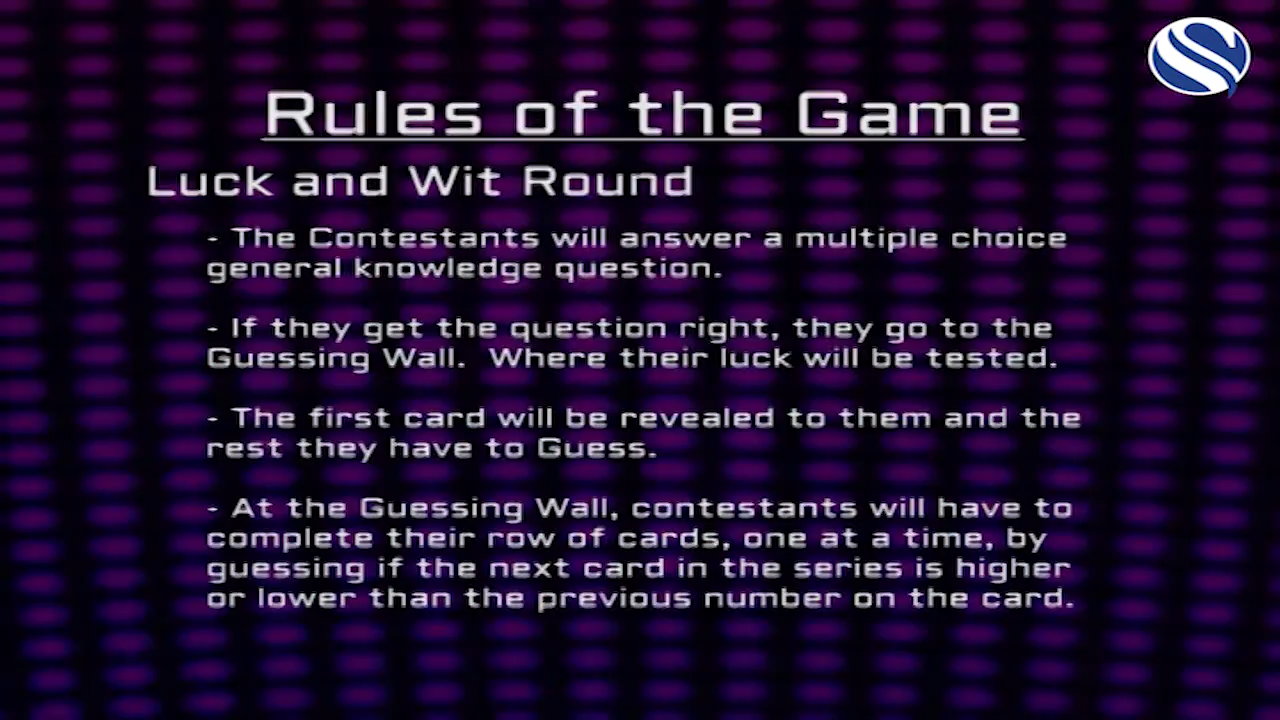 Rules of the Game
Luck and Wit Round
- The Contestants will answer a multiple choice
general knowledge question.
- If they get the question right, they go to the
Guessing Wall.  Where their luck will be tested.
- The first card will be revealed to them and the
rest they have to Guess.
- At the Guessing Wall, contestants will have to
complete their row of cards, one at a time, by
guessing if the next card in the series is higher
or lower than the previous number on the card.